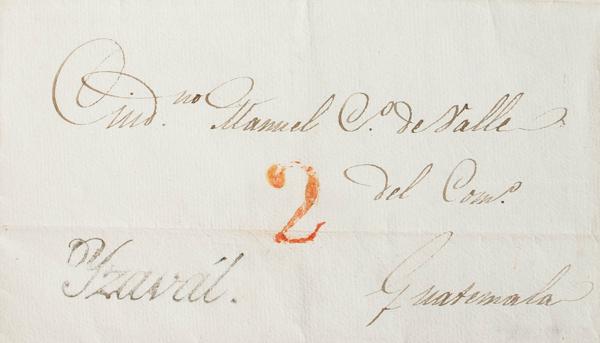 Ciud.no Manuel C.o de Valle
del Com.o
2
Yzavál.
Guatemala